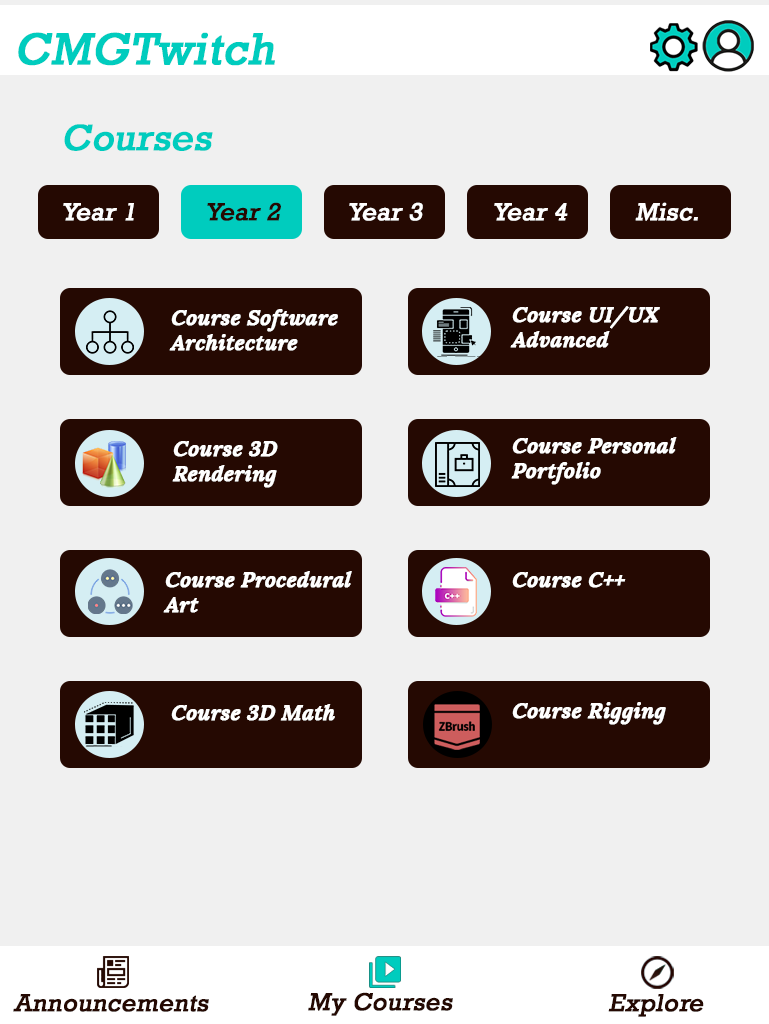 CMGTwitch
Courses
Year 1
Year 2
Year 3
Year 4
Misc.
Course Software
Architecture
Course UI/UX
Advanced
Course 3D
Rendering
Course Personal
Portfolio
Course Procedural
Art
C++
Course C++
Course 3D Math
ZBrush
Course Rigging
Announcements
My Courses
Explore